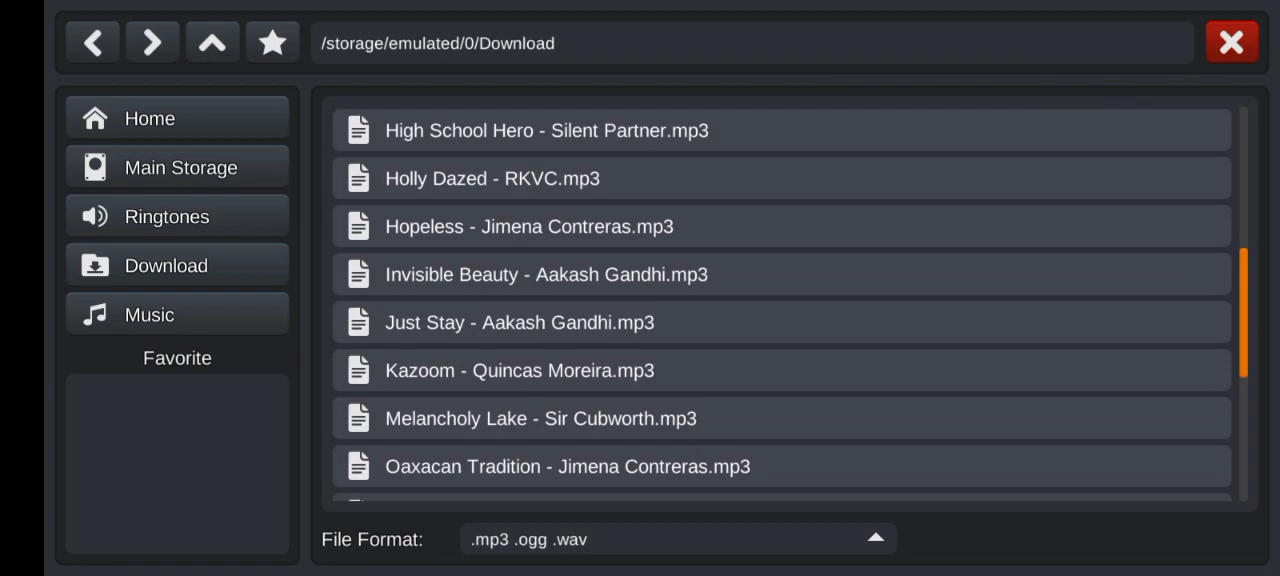 /storage/emulated/0/Download
Home
Main Storage
Ringtones
Download
Music
Favorite
High School Hero - Silent Partner.mp3
Holly Dazed - RKVC.mp3
Hopeless - Jimena Contreras.mp3
Invisible Beauty - Aakash Gandhi.mp3
Just Stay - Aakash Gandhi.mp3
Kazoom - Quincas Moreira.mp3
Melancholy Lake - Sir Cubworth.mp3
Oaxacan Tradition - Jimena Contreras.mp3
File Format: .mp3 .ogg .wav